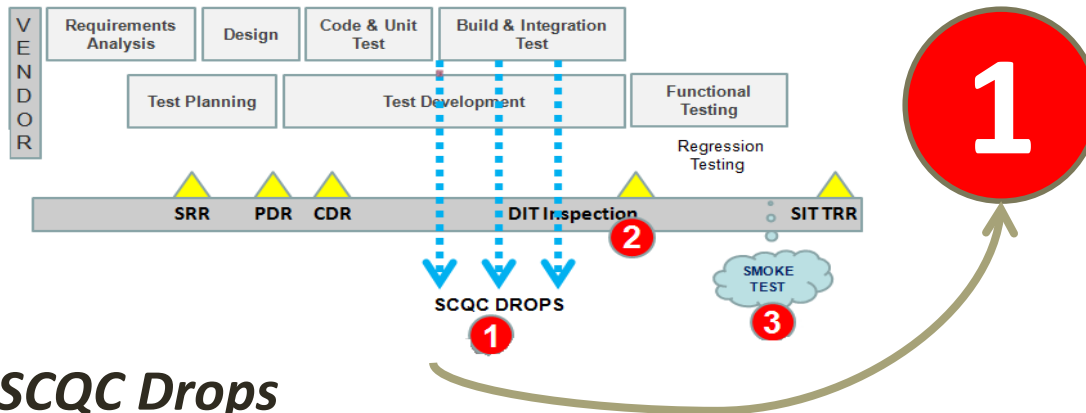 VENDOR
Requirements
Analysis
Design
Code & Unit
Test
Build & Integration
Test
Test Planning
Test Development
Functional
Testing
Regression
Testing
SRR
PDR
CDR
DIT Inspection
SIT TRR
2
SMOKE
TEST
3
SCQC DROPS
1
1
SCQC Drops